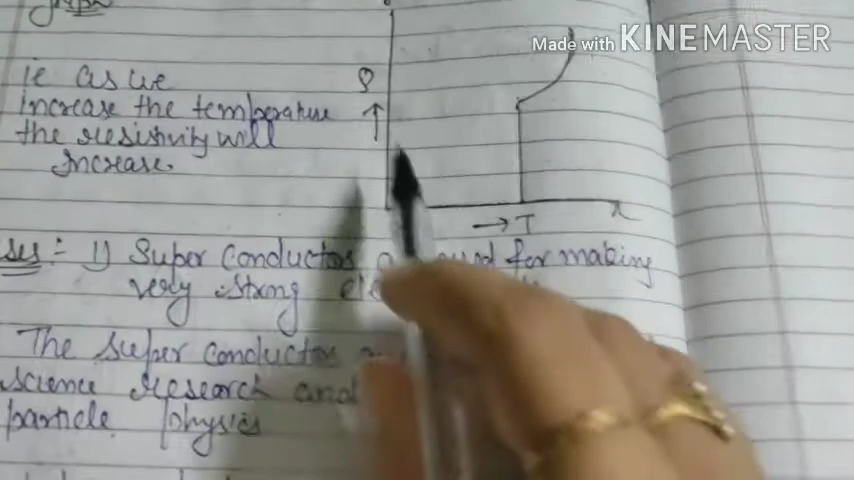 Graph
Made with KINEMASTER
ie as we
increase the temperature
the resistivity will
increase.
ρ
↑
→ T
x
uses :- 1) Super conductors used for making
very strong
The super conductors
science research and
particle physics